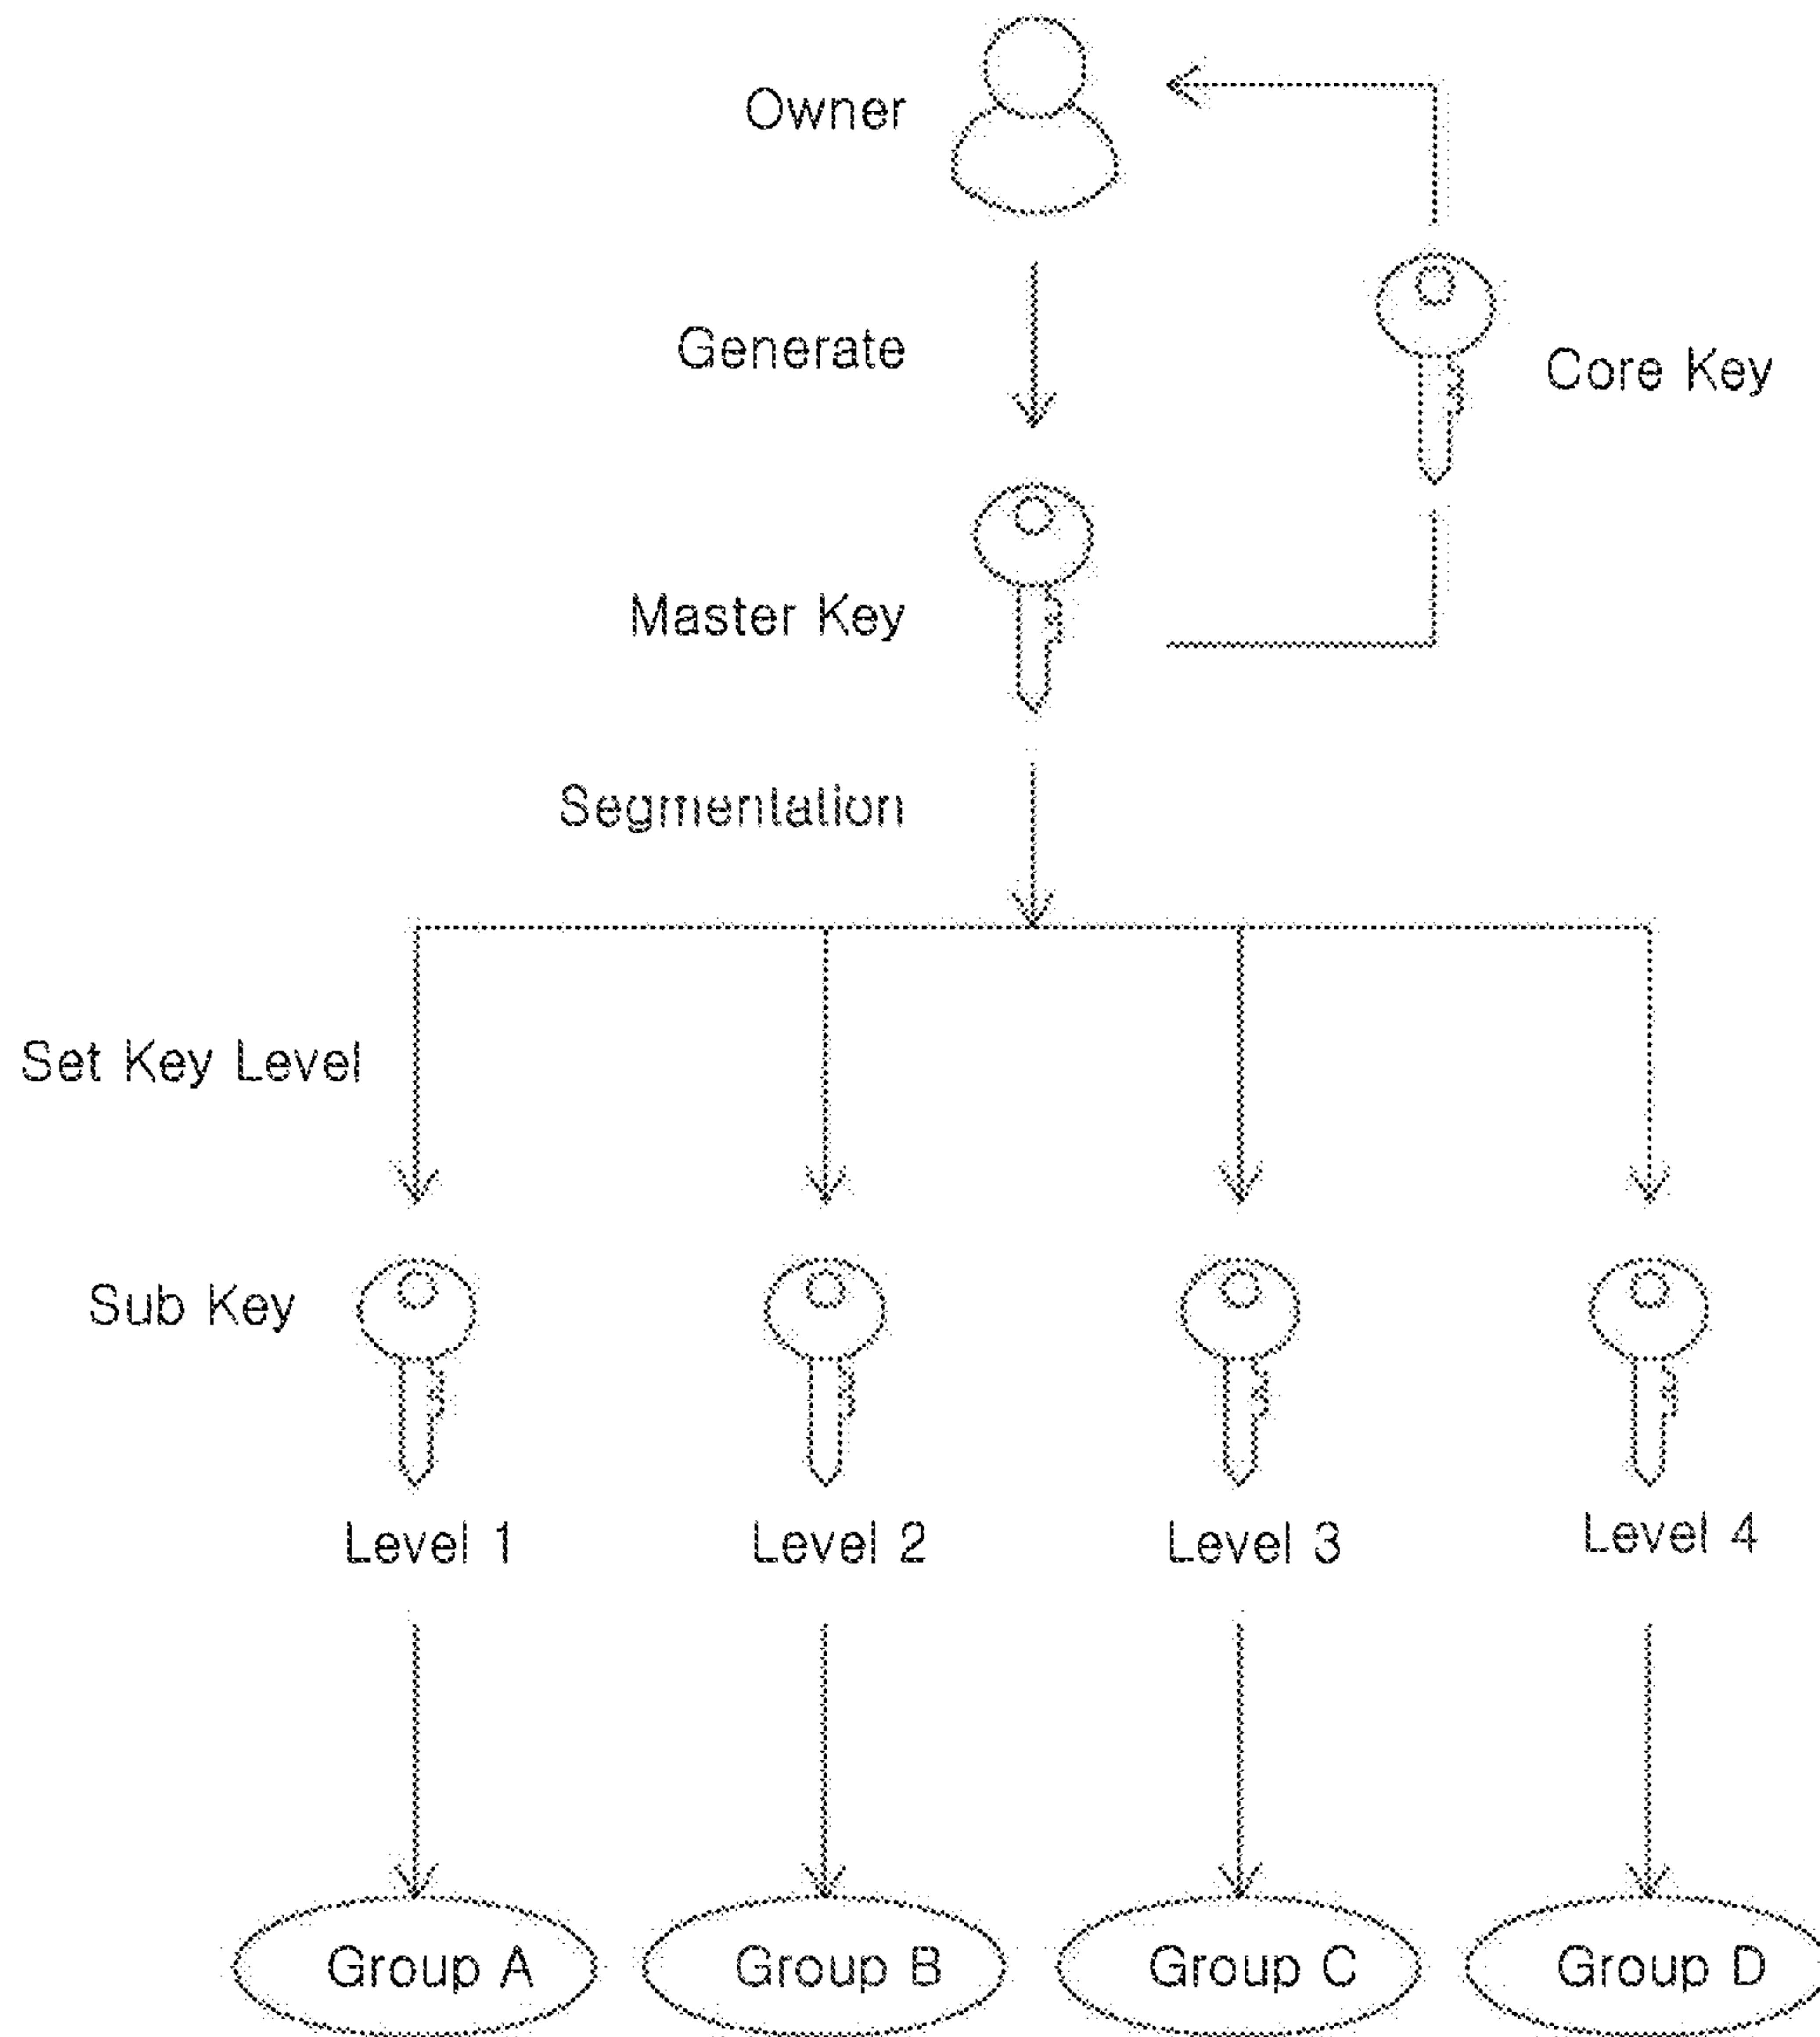 Owner
Generate
Core Key
Master Key
Segmentation
Set Key Level
Sub Key
Level 1
Level 2
Level 3
Level 4
Group A
Group B
Group C
Group D